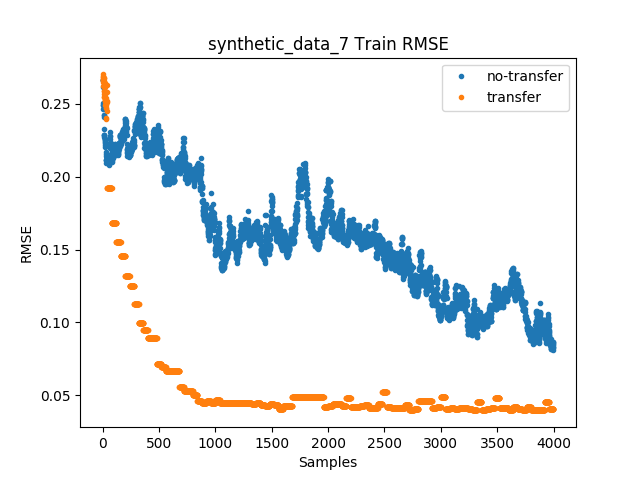 synthetic_data_7 Train RMSE
no-transfer
transfer
0.25
0.20
0.15
0.10
0.05
RMSE
0 500 1000 1500 2000 2500 3000 3500 4000
Samples